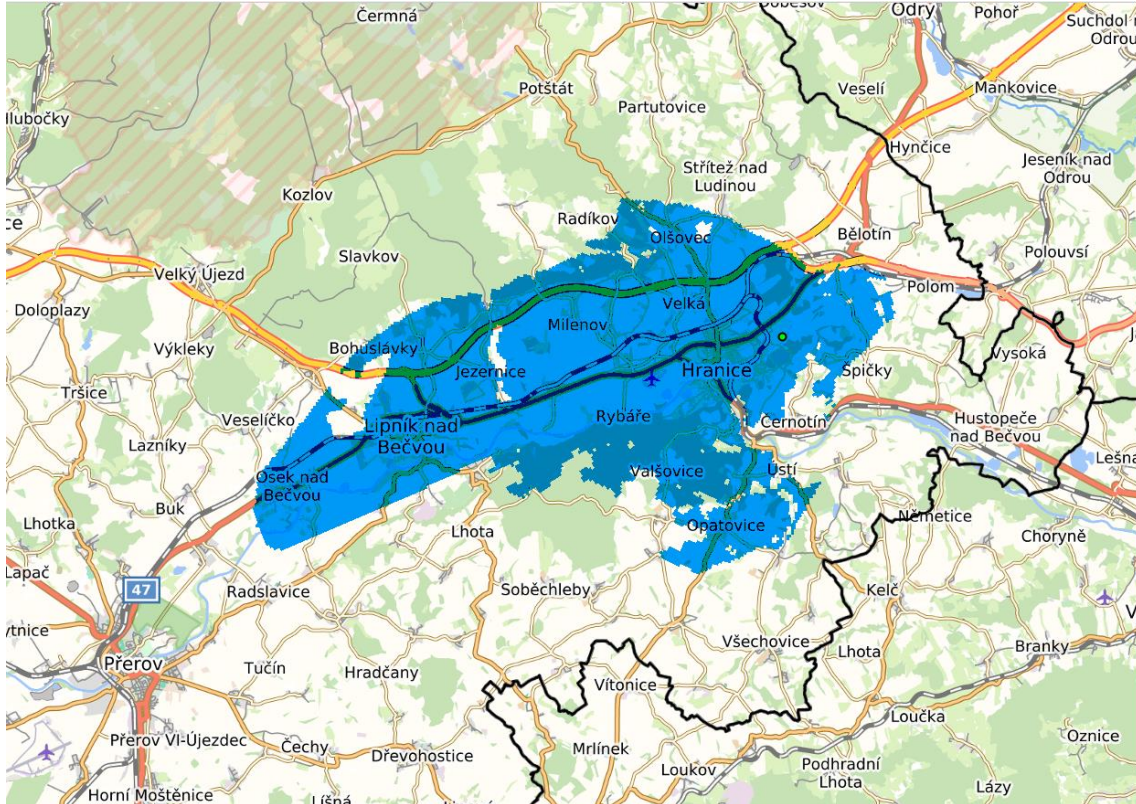 Čermná
Odry
Pohoř
Suchdol n
Odrou
Potštát
Veselí
Mankovice
Partutovice
Hlubočky
Hynčice
Střítež nad
Ludinou
Jeseník nad
Odrou
Kozlov
Radíkov
Olšovec
Bělotín
Slavkov
Polouvsí
Velký Újezd
Polom
Doloplazy
Velká
Milenov
Výkleky
Bohuslávky
Vysoká
Jezernice
Hranice
Špičky
Tršice
Veselíčko
Rybáře
Černotín
Hustopeče
nad Bečvou
Lipník nad
Bečvou
Lazníky
Lešna
Valšovice
Ústí
Osek nad
Bečvou
Buk
Lhotka
Opatovice
Němetice
Lhota
Choryně
Lapač
47
Radslavice
Soběchleby
Kelč
ytnice
Všechovice
Lhota
Branky
Přerov
Tučín
Hradčany
Vítonice
Loučka
Přerov VI-Újezdec
Čechy
Dřevohostice
Mrlínek
Oznice
Podhradní
Lhota
Loukov
Lázy
Horní Moštěnice
Líšná